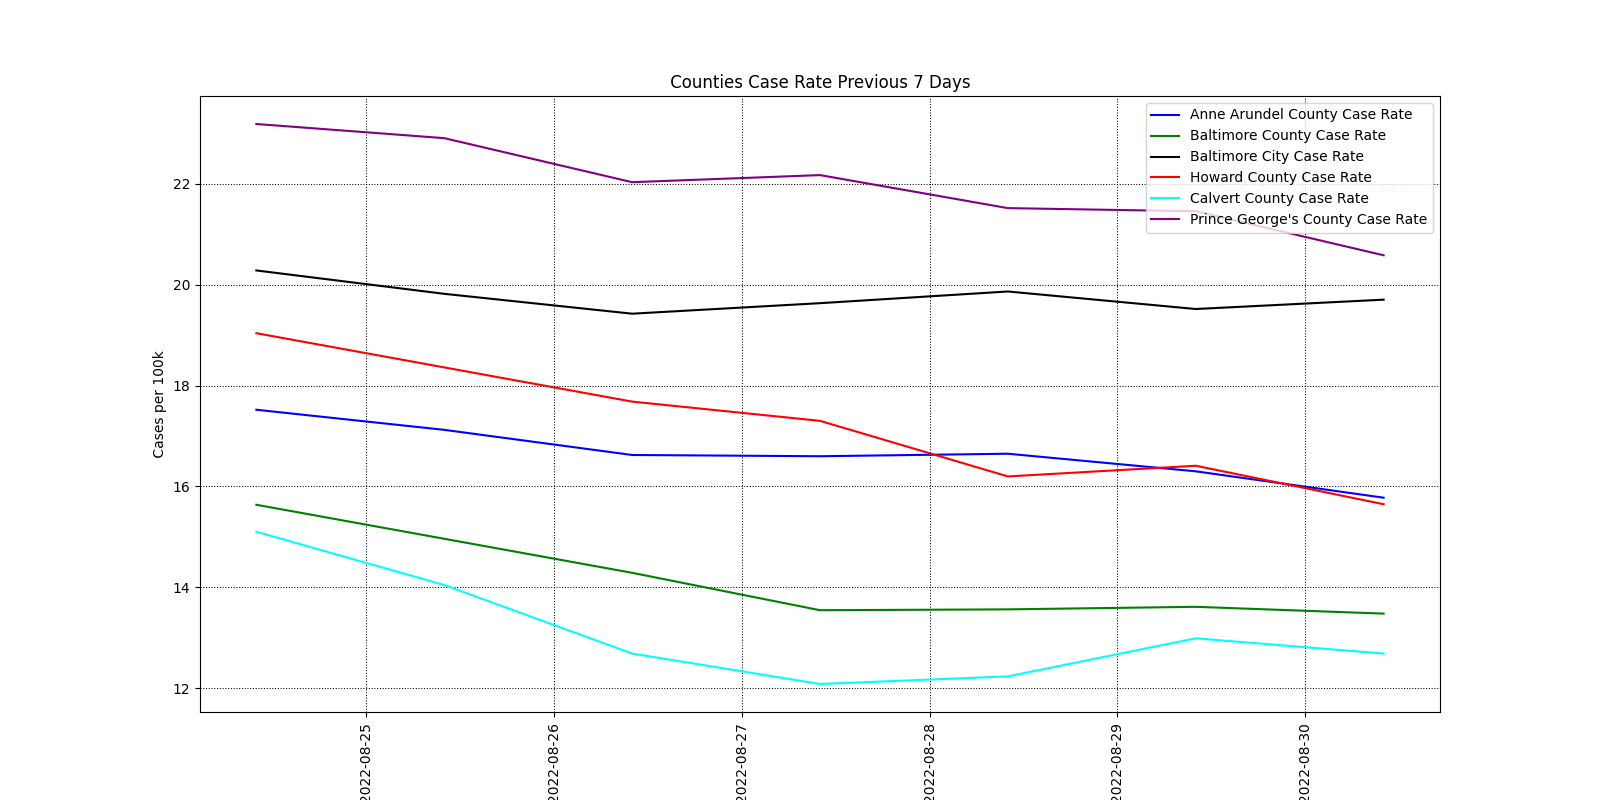 Counties Case Rate Previous 7 Days
Anne Arundel County Case Rate
Baltimore County Case Rate
Baltimore City Case Rate
Howard County Case Rate
Calvert County Case Rate
Prince George's County Case Rate
Cases per 100k
22
20
18
16
14
12
2022-08-25
2022-08-26
2022-08-27
2022-08-28
2022-08-29
2022-08-30